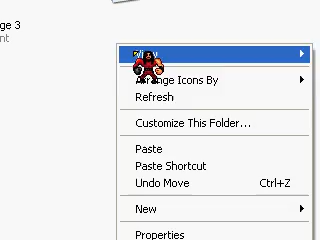 ge 3
nt
Arrange Icons By
Refresh
Customize This Folder...
Paste
Paste Shortcut
Undo Move Ctrl+Z
New
Properties